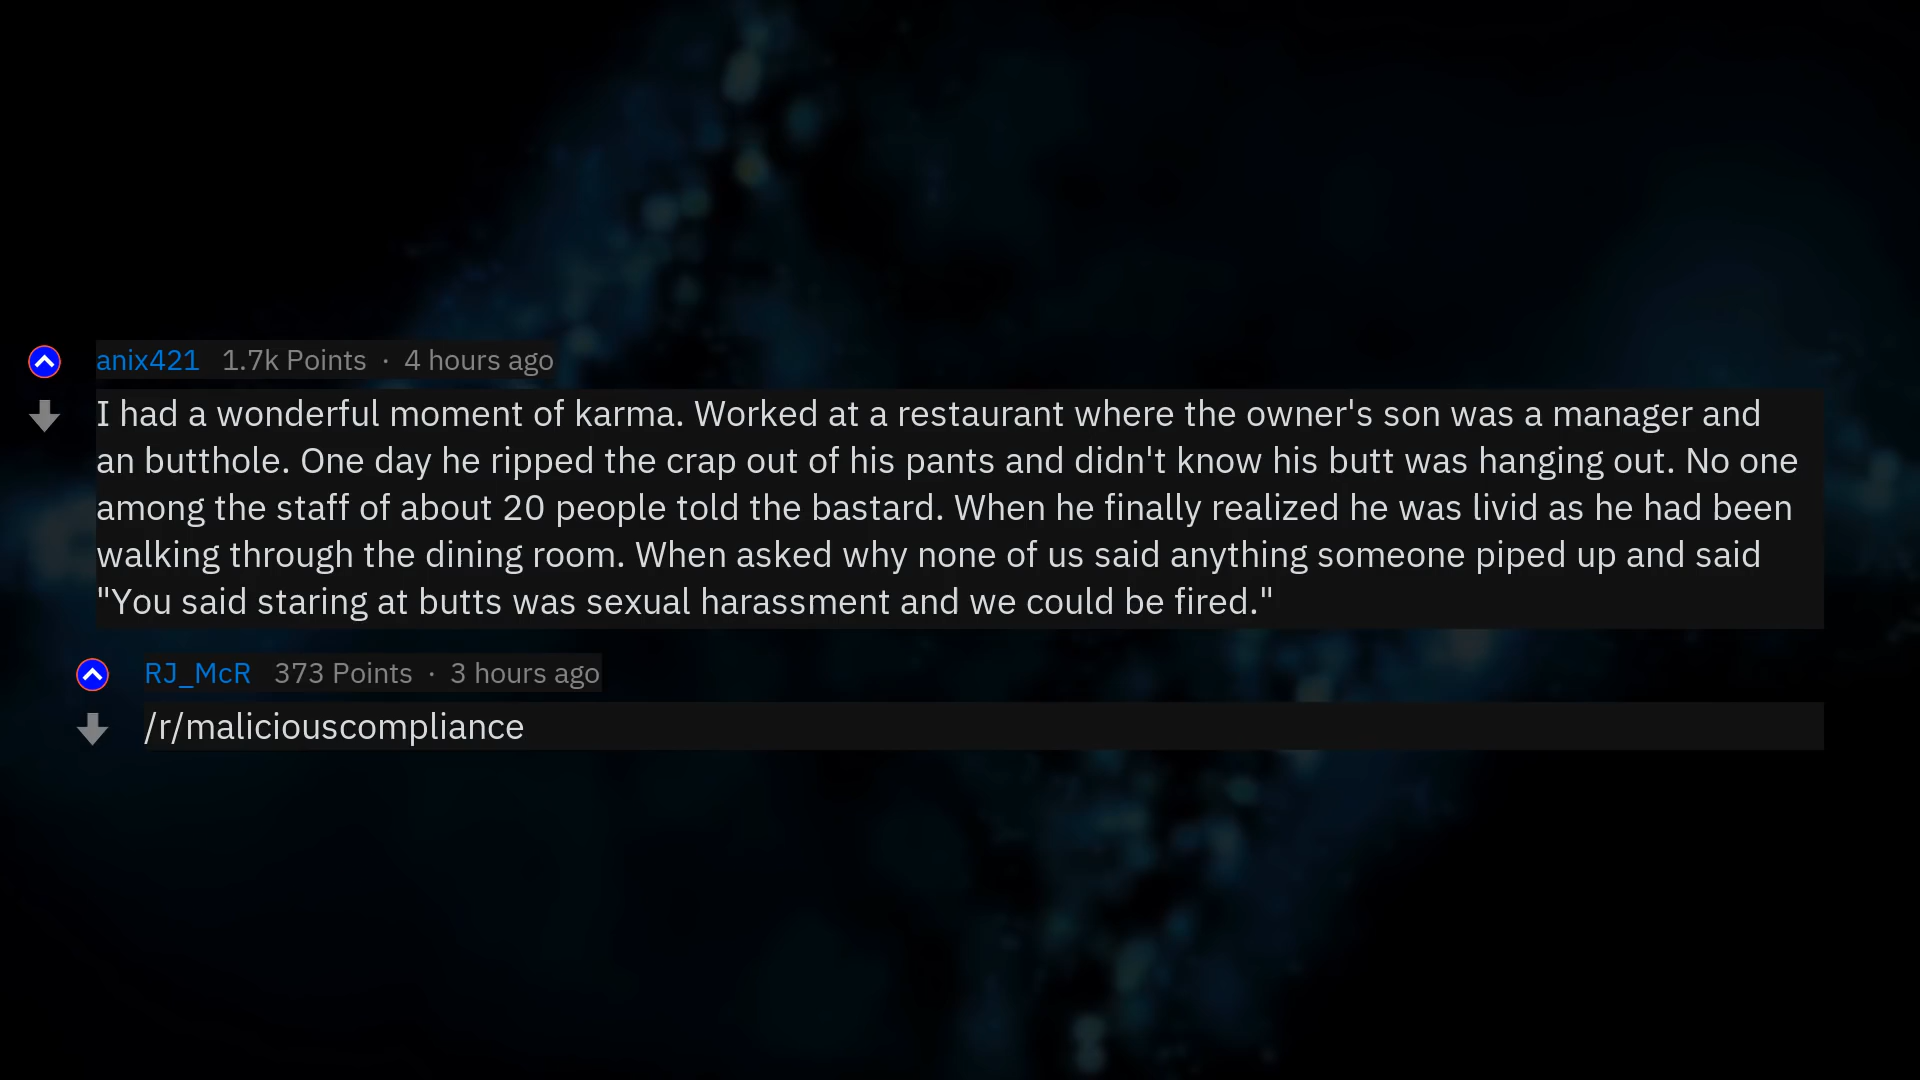 anix421 1.7k Points · 4 hours ago
I had a wonderful moment of karma. Worked at a restaurant where the owner's son was a manager and
an butthole. One day he ripped the crap out of his pants and didn't know his butt was hanging out. No one
among the staff of about 20 people told the bastard. When he finally realized he was livid as he had been
walking through the dining room. When asked why none of us said anything someone piped up and said
"You said staring at butts was sexual harassment and we could be fired."
RJ_McR 373 Points · 3 hours ago
/r/maliciouscompliance